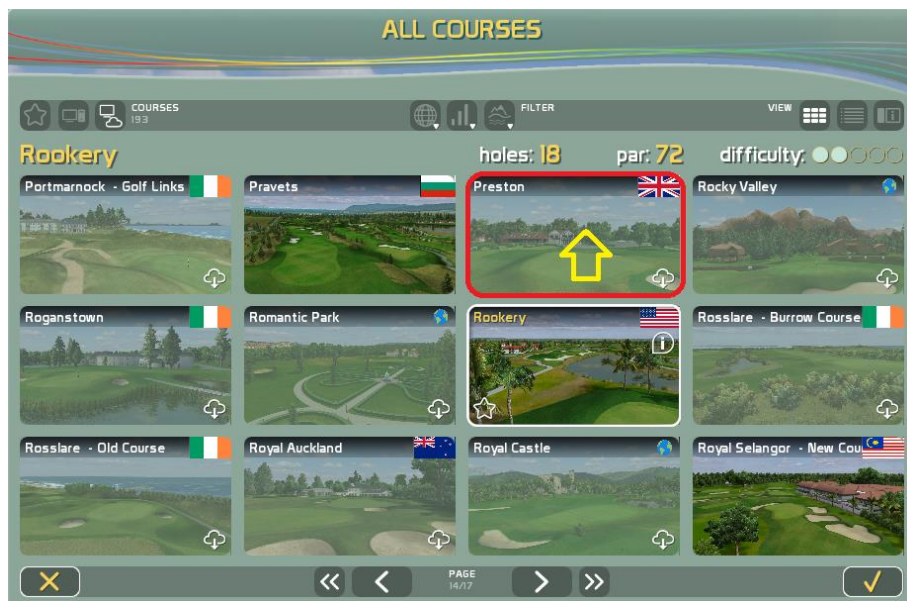 ALL COURSES
COURSES
193
FILTER
VIEW
Rookery
holes: 18
par: 72
difficulty:
Portmarnock - Golf Links
Pravets
Preston
Rocky Valley
Roganstown
Romantic Park
Rookery
Rosslare - Burrow Course
Rosslare - Old Course
Royal Auckland
Royal Castle
Royal Selangor - New Cou
PAGE
14/17